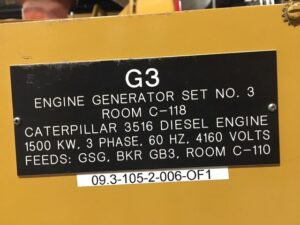 G3
ENGINE GENERATOR SET NO. 3
ROOM C-118
CATERPILLAR 3516 DIESEL ENGINE
1500 KW, 3 PHASE, 60 HZ, 4160 VOLTS
FEEDS: GSG, BKR GB3, ROOM C-110
09.3-105-2-006-OF1